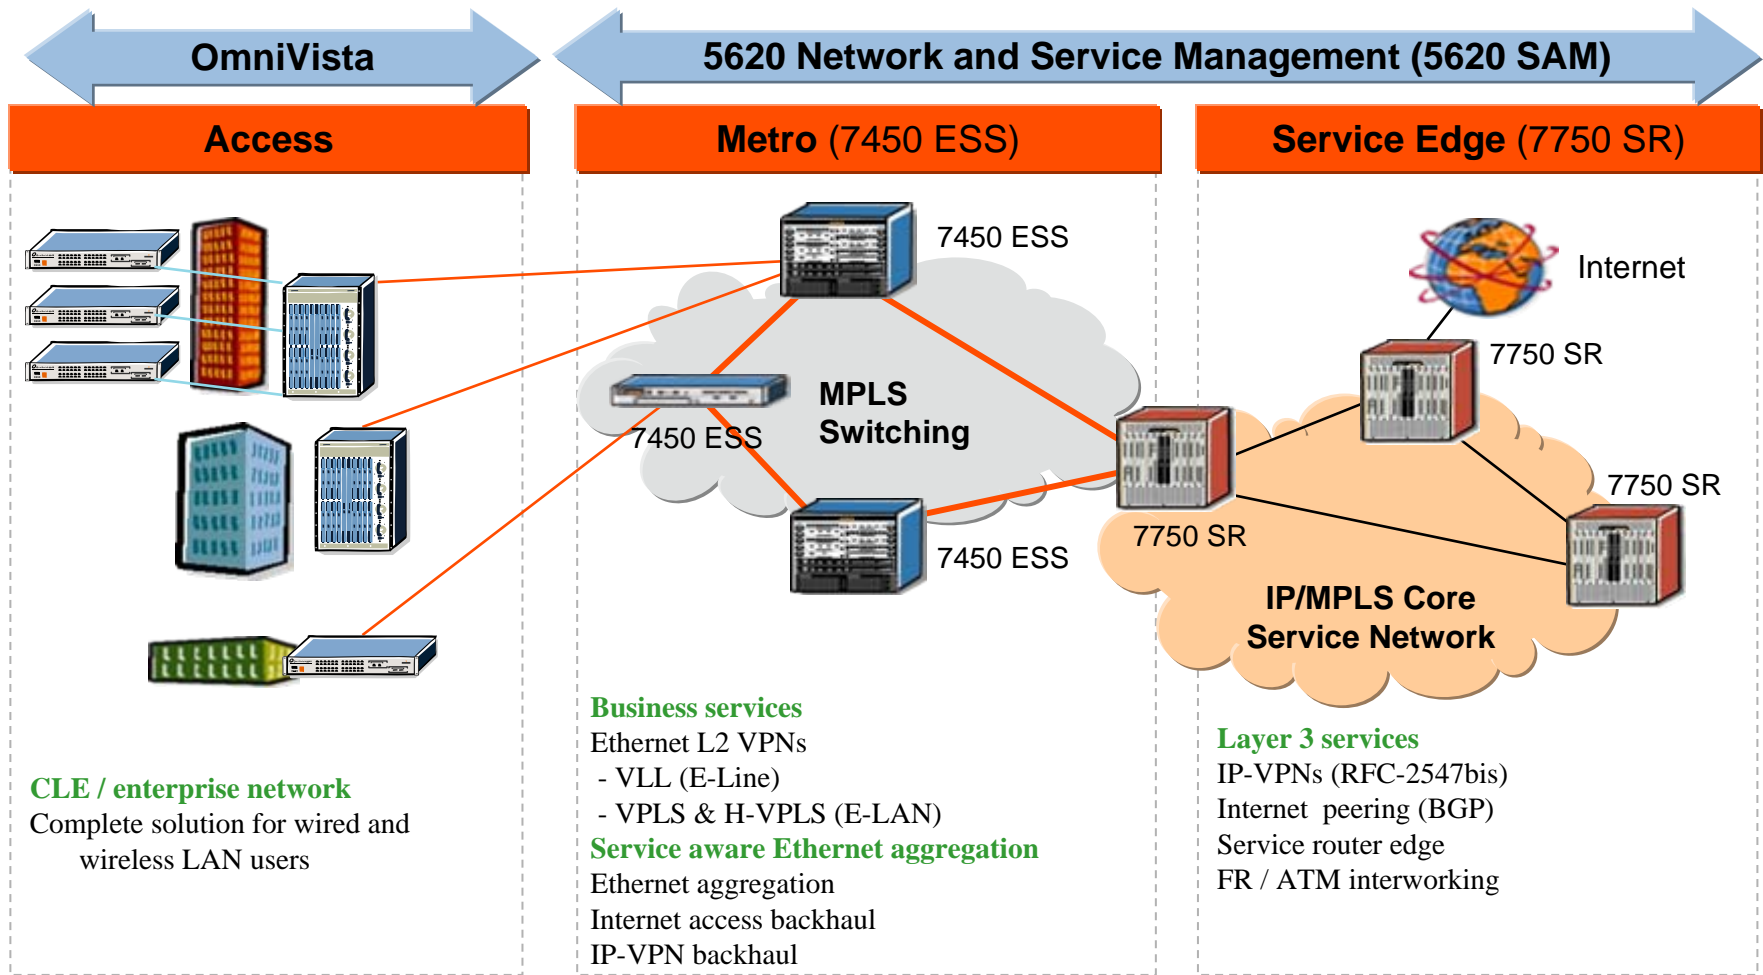 OmniVista
5620 Network and Service Management (5620 SAM)
Access
Metro (7450 ESS)
Service Edge (7750 SR)
7450 ESS
Internet
7750 SR
MPLS
Switching
7450 ESS
7750 SR
7750 SR
7450 ESS
IP/MPLS Core
Service Network
CLE / enterprise network
Complete solution for wired and
wireless LAN users
Business services
Ethernet L2 VPNs
- VLL (E-Line)
- VPLS & H-VPLS (E-LAN)
Service aware Ethernet aggregation
Ethernet aggregation
Internet access backhaul
IP-VPN backhaul
Layer 3 services
IP-VPNs (RFC-2547bis)
Internet  peering (BGP)
Service router edge
FR / ATM interworking